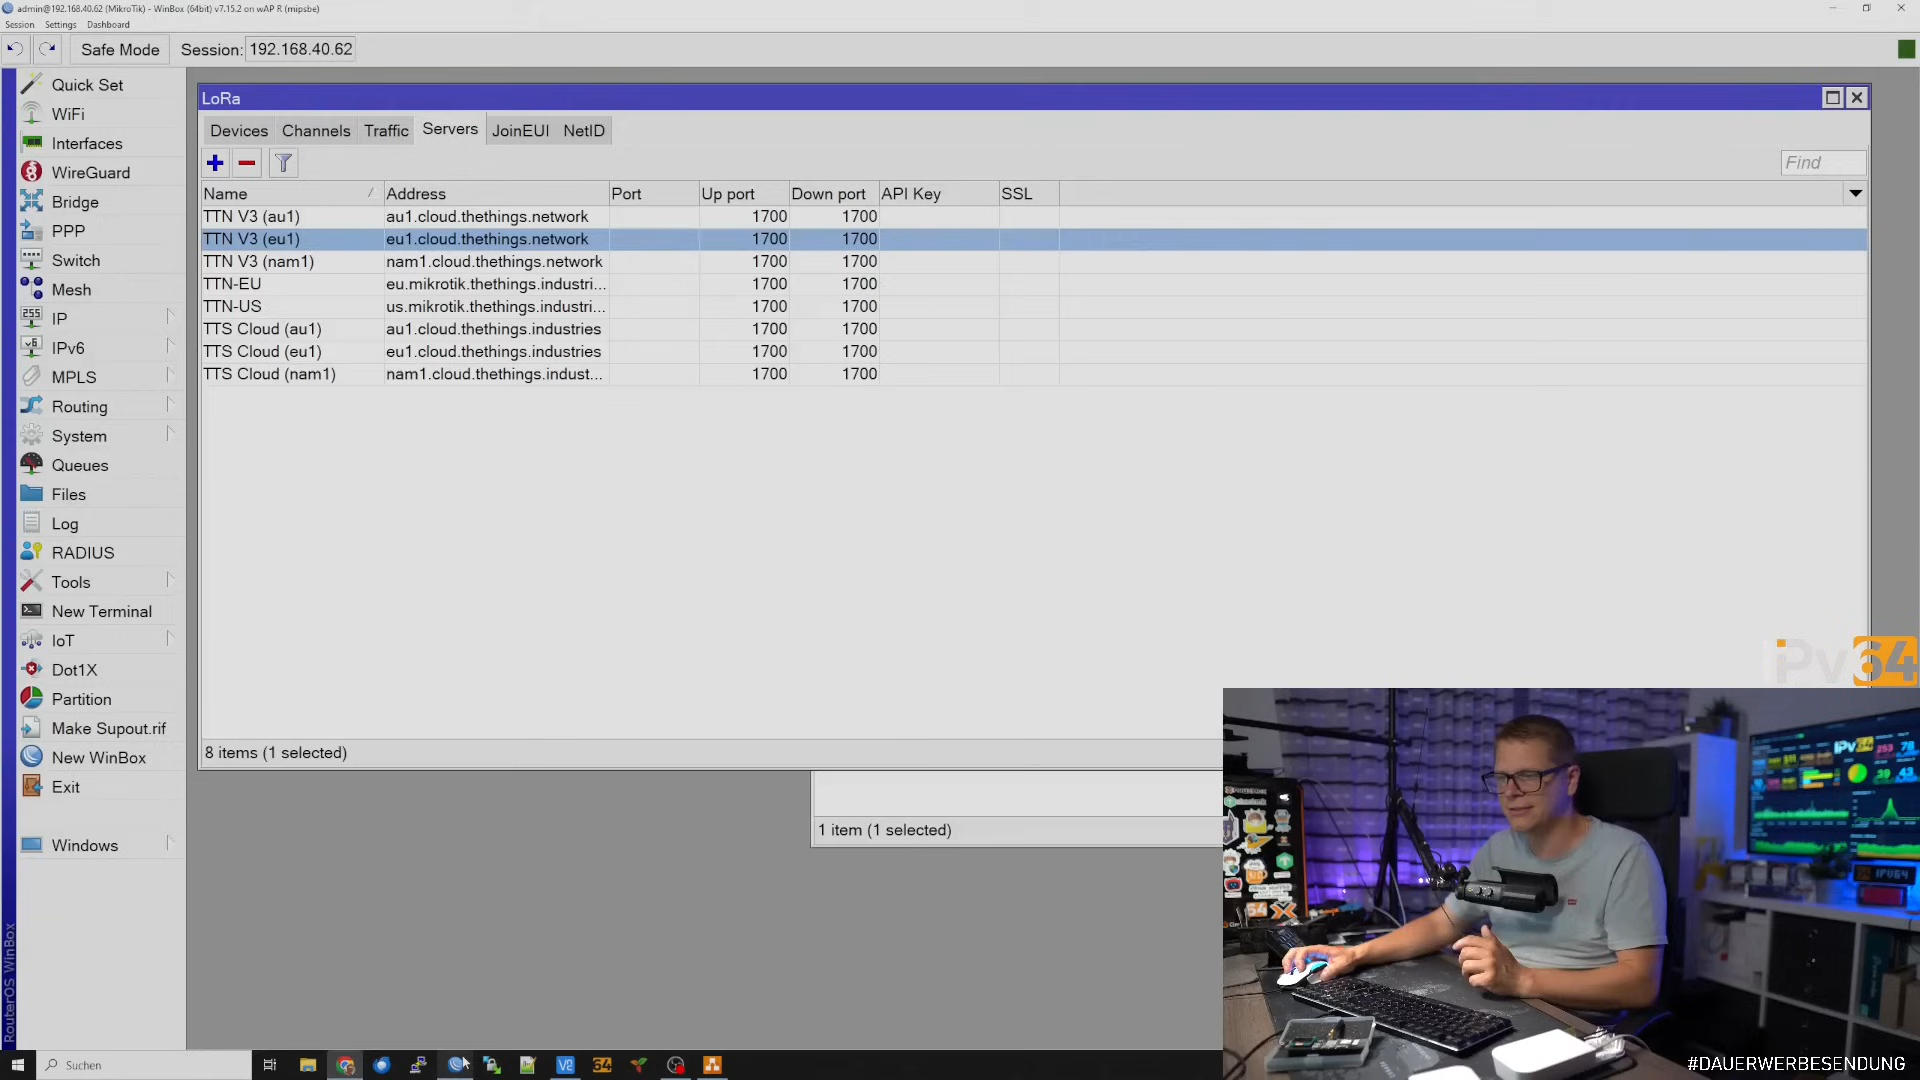 admin@192.168.40.62 (MikroTik) - WinBox (64bit) v7.15.2 on wAP R (mipsbe)
Session Settings Dashboard
Safe Mode Session: 192.168.40.62
Quick Set
WiFi
Interfaces
WireGuard
Bridge
PPP
Switch
Mesh
IP
IPv6
MPLS
Routing
System
Queues
Files
Log
RADIUS
Tools
New Terminal
IoT
Dot1X
Partition
Make Supout.rif
New WinBox
Exit
Windows
RouterOS WinBox
LoRa
Devices Channels Traffic Servers JoinEUI NetID
Find
Name Address Port Up port Down port API Key SSL
TTN V3 (au1) au1.cloud.thethings.network 1700 1700
TTN V3 (eu1) eu1.cloud.thethings.network 1700 1700
TTN V3 (nam1) nam1.cloud.thethings.network 1700 1700
TTN-EU eu.mikrotik.thethings.industri... 1700 1700
TTN-US us.mikrotik.thethings.industri... 1700 1700
TTS Cloud (au1) au1.cloud.thethings.industries 1700 1700
TTS Cloud (eu1) eu1.cloud.thethings.industries 1700 1700
TTS Cloud (nam1) nam1.cloud.thethings.indust... 1700 1700
8 items (1 selected)
1 item (1 selected)
iPv64
iPv64 253 78
39 43
IPV64
#DAUERWERBESENDUNG
Suchen